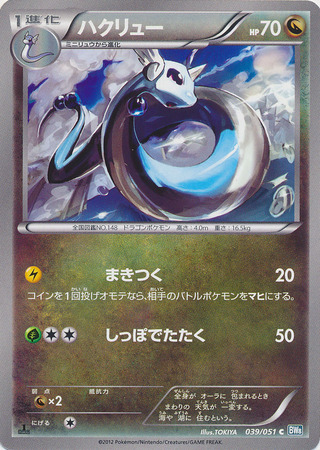 1進化 ハクリュー HP70
ミニリュウから進化
全国図鑑NO.148 ドラゴンポケモン 高さ:4.0m 重さ:16.5kg
まきつく 20
コインを1回投げオモテなら、相手のバトルポケモンをマヒにする。
しっぽでたたく 50
弱点 抵抗力
×2
にげる
全身が オーラに 包まれるとき
まわりの 天気が 一変する。
海や 湖に 住むという。
Illus.TOKIYA 039/051 C BW6
©2012 Pokémon/Nintendo/Creatures/GAME FREAK.